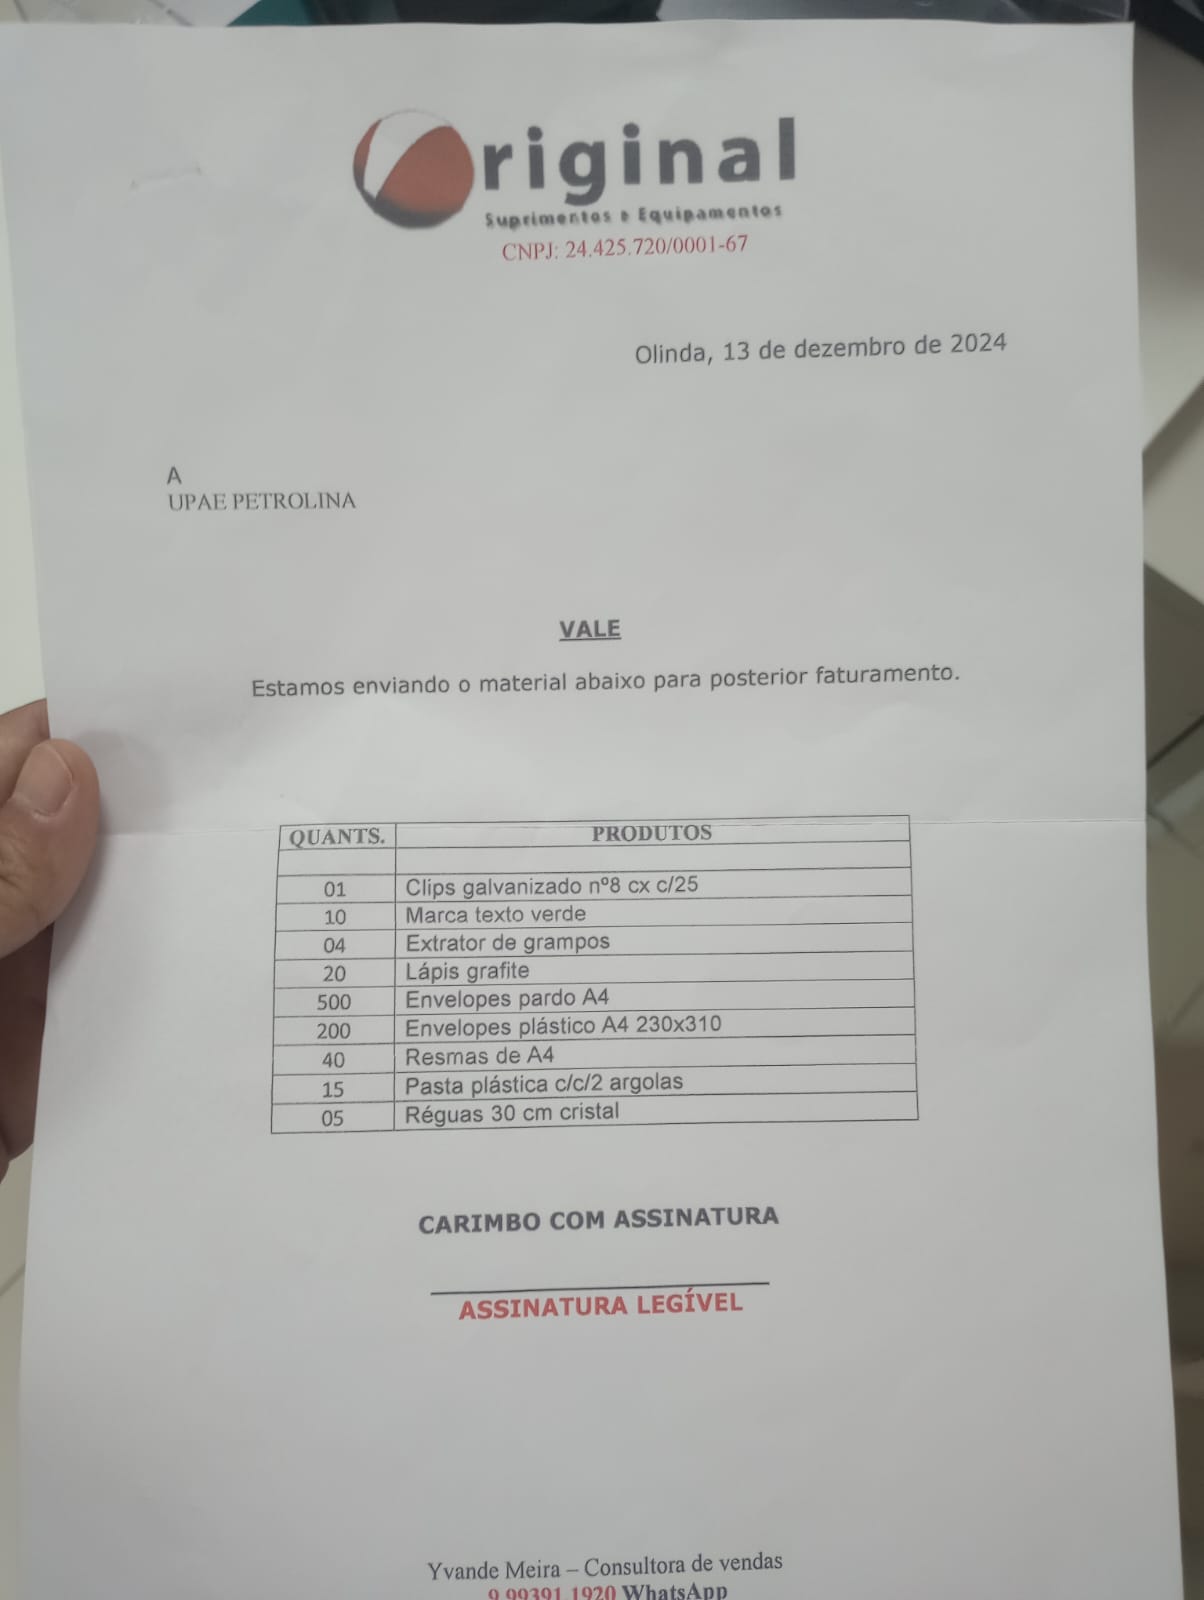 Original
Suprimentos e Equipamentos
CNPJ: 24.425.720/0001-67
Olinda, 13 de dezembro de 2024
A
UPAE PETROLINA
VALE
Estamos enviando o material abaixo para posterior faturamento.
QUANTS. PRODUTOS
01 Clips galvanizado nº8 cx c/25
10 Marca texto verde
04 Extrator de grampos
20 Lápis grafite
500 Envelopes pardo A4
200 Envelopes plástico A4 230x310
40 Resmas de A4
15 Pasta plástica c/c/2 argolas
05 Réguas 30 cm cristal
CARIMBO COM ASSINATURA
ASSINATURA LEGÍVEL
Yvande Meira – Consultora de vendas
9.99391.1920 WhatsApp